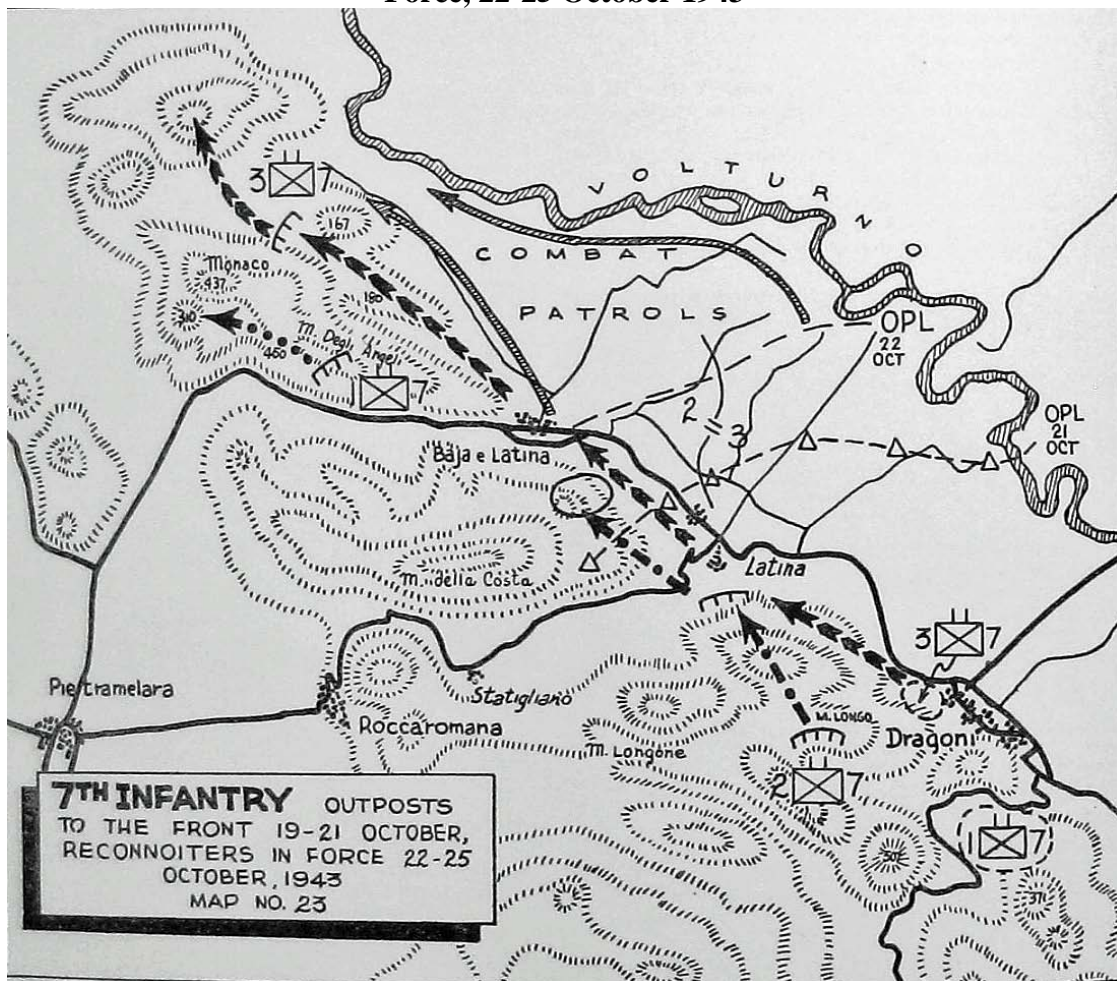 Force, 22-25 October 1943
VOLTURNO
3 7
167
COMBAT
Monaco
437
180
PATROLS
310
OPL
22
OCT
M. Degli Angeli
460
7
2
3
OPL
21
OCT
Baja e Latina
M. della Costa
Latina
3 7
Pietramelara
Statigliano
Roccaromana
M. LONGO
Dragoni
M. Longone
2 7
1 7
507
371
7TH INFANTRY OUTPOSTS
TO THE FRONT 19-21 OCTOBER,
RECONNOITERS IN FORCE 22-25
OCTOBER, 1943
MAP NO. 23